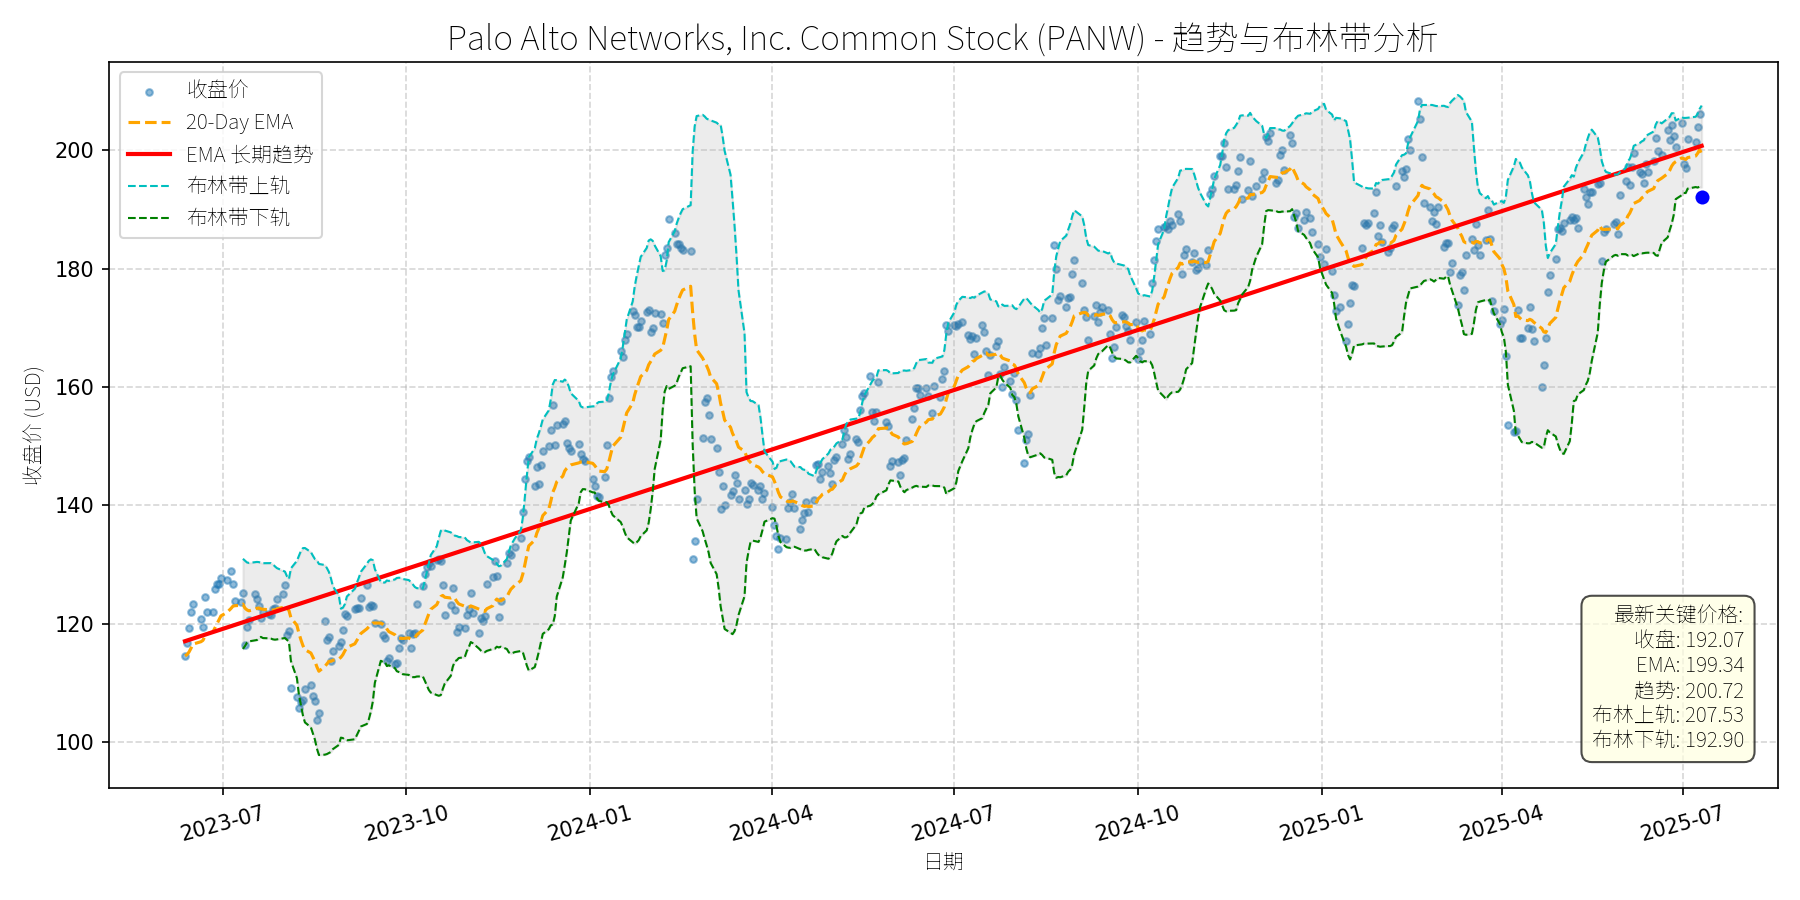 Palo Alto Networks, Inc. Common Stock (PANW) - 趋势与布林带分析
收盘价
20-Day EMA
EMA 长期趋势
布林带上轨
布林带下轨
收盘价 (USD)
200
180
160
140
120
100
最新关键价格:
收盘: 192.07
EMA: 199.34
趋势: 200.72
布林上轨: 207.53
布林下轨: 192.90
2023-07
2023-10
2024-01
2024-04
2024-07
2024-10
2025-01
2025-04
2025-07
日期